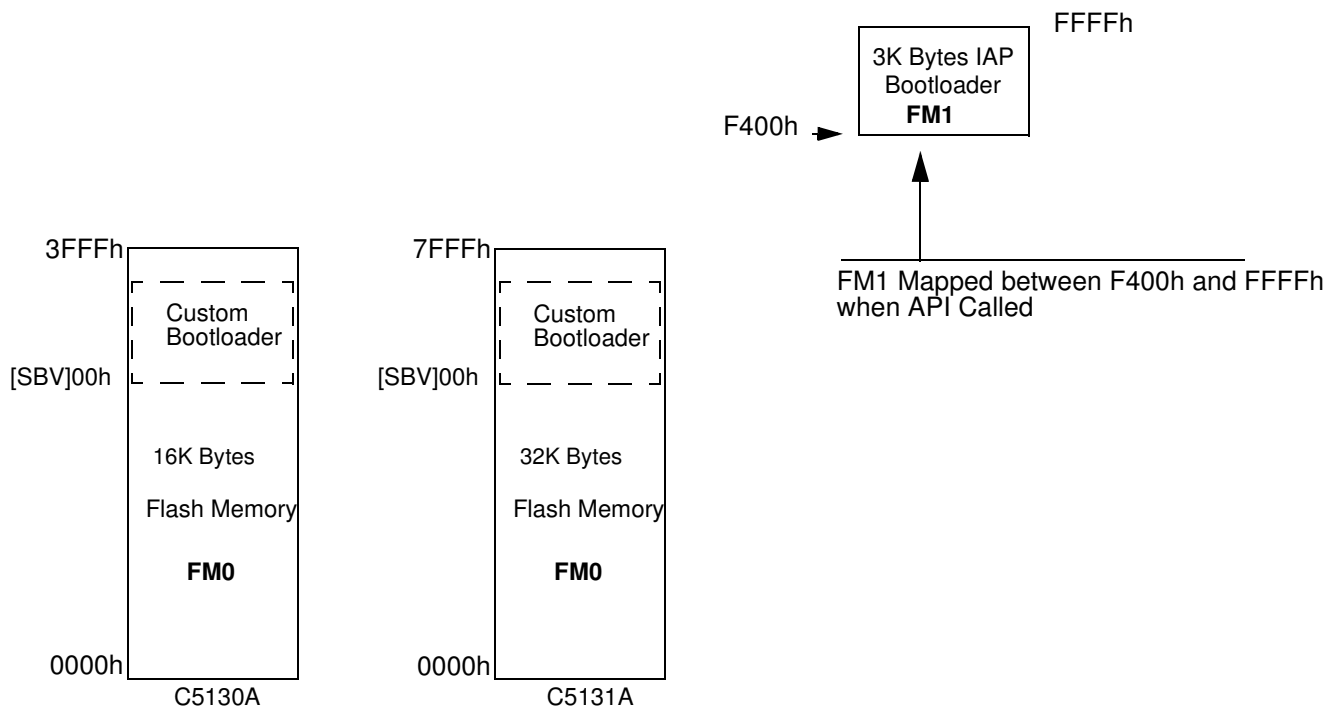 FFFFh
3K Bytes IAP
Bootloader
FM1
F400h
FM1 Mapped between F400h and FFFFh
when API Called
3FFFh
Custom
Bootloader
[SBV]00h
16K Bytes
Flash Memory
FM0
0000h
C5130A
7FFFh
Custom
Bootloader
[SBV]00h
32K Bytes
Flash Memory
FM0
0000h
C5131A